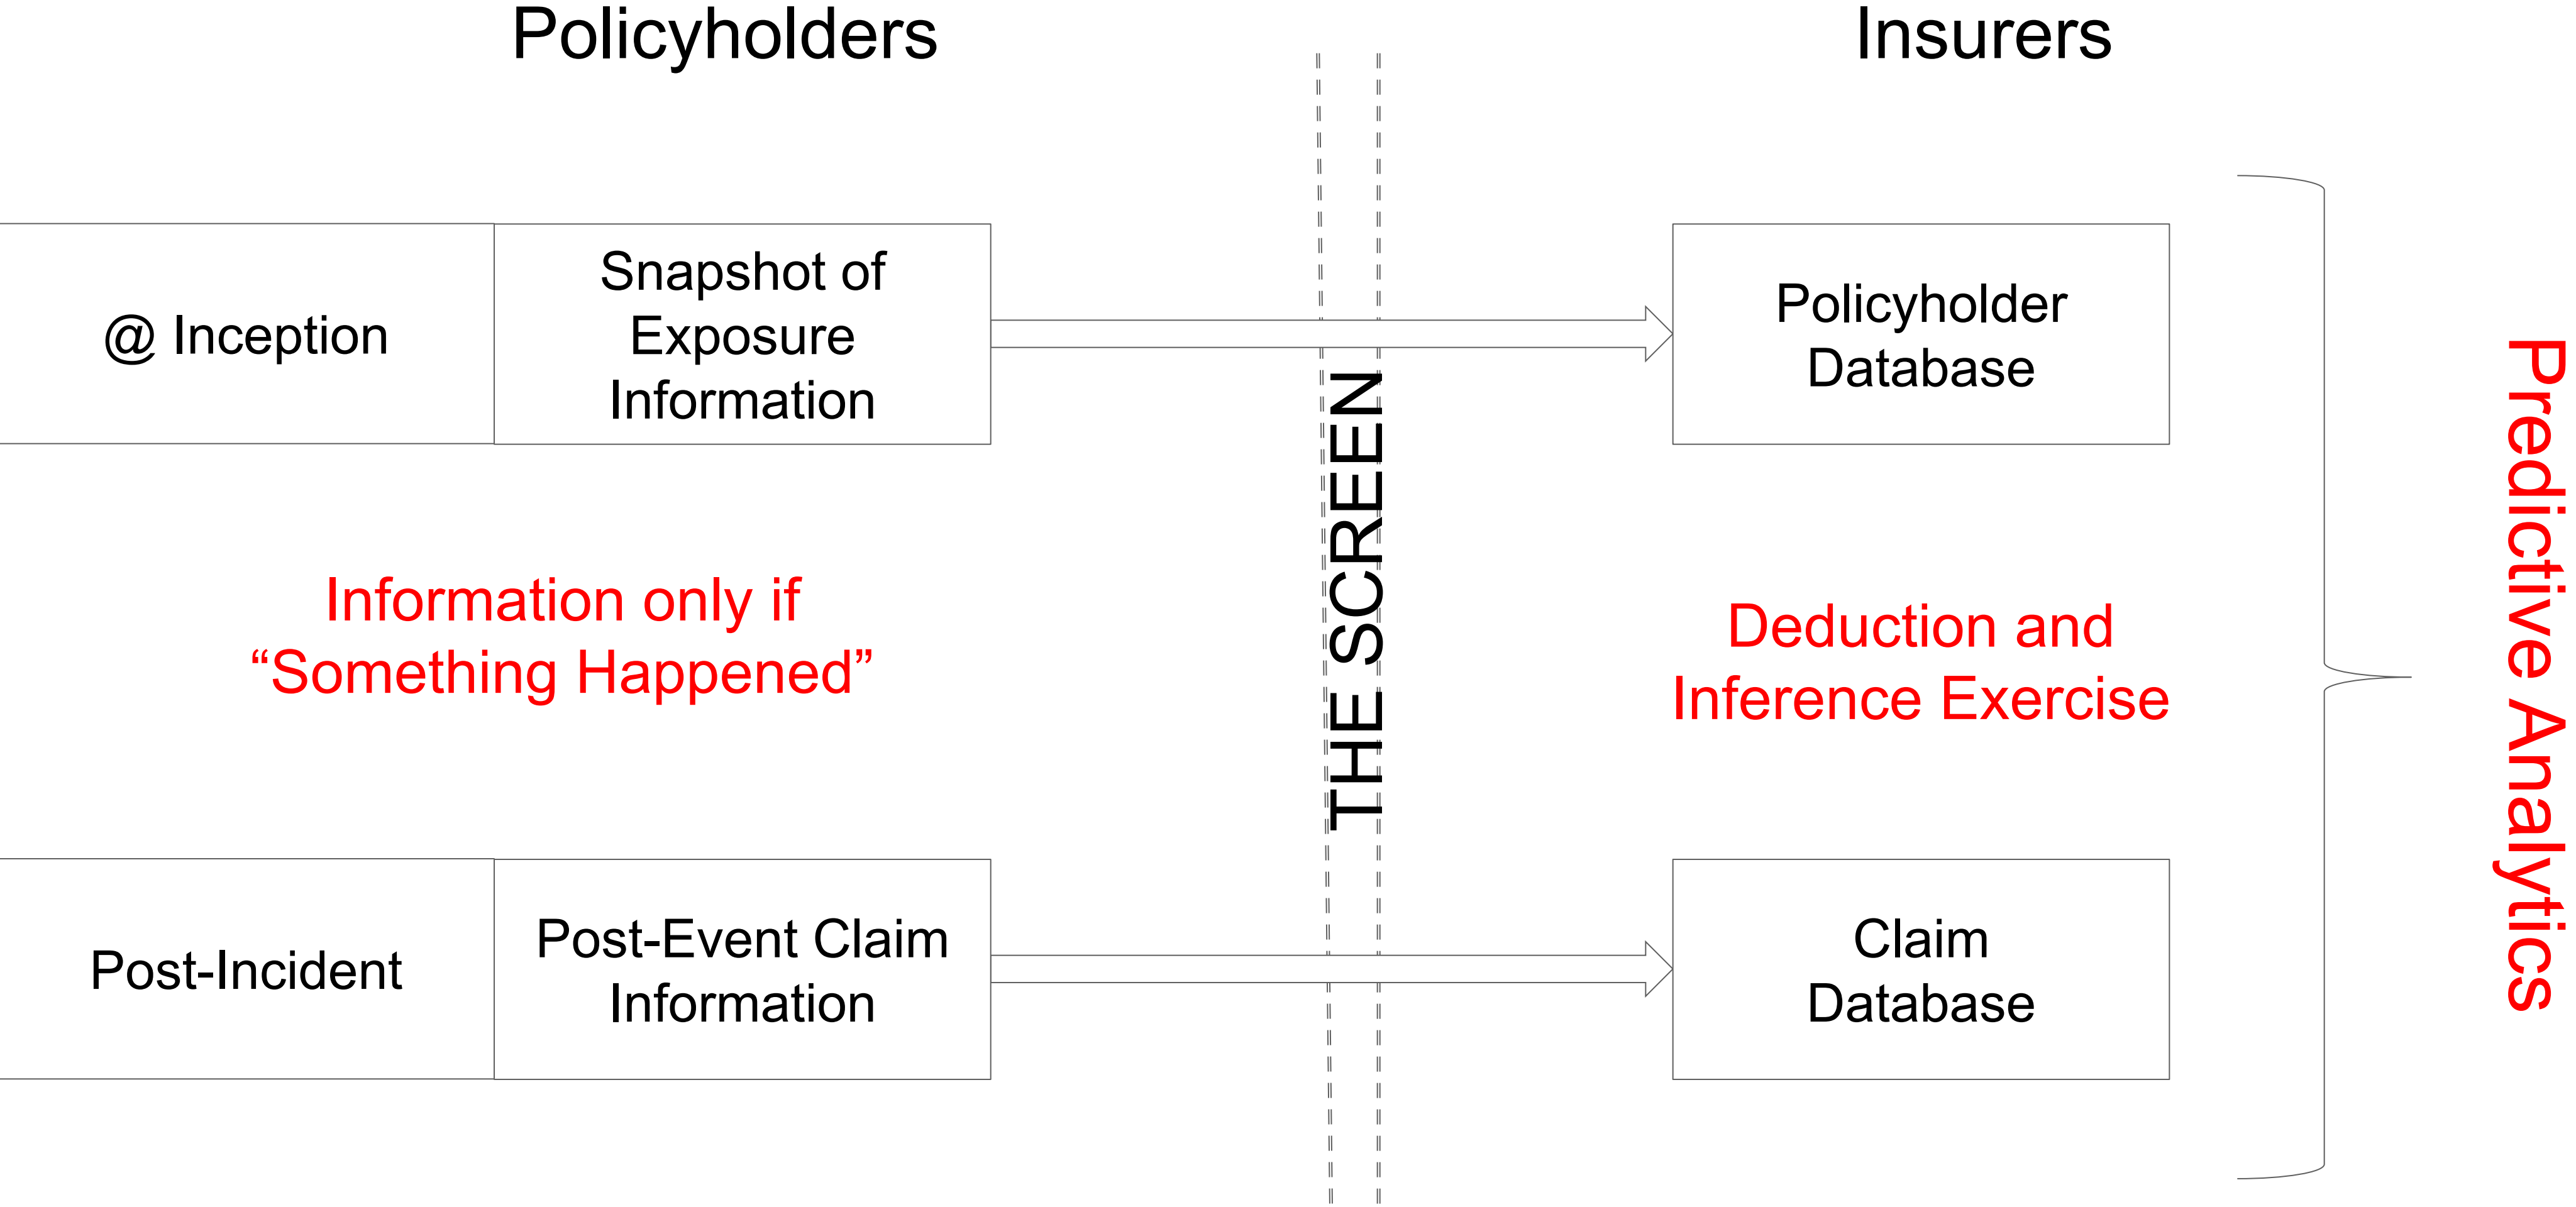 Policyholders
Insurers
@ Inception
Snapshot of
Exposure
Information
Policyholder
Database
Information only if
“Something Happened”
THE SCREEN
Deduction and
Inference Exercise
Predictive Analytics
Post-Incident
Post-Event Claim
Information
Claim
Database